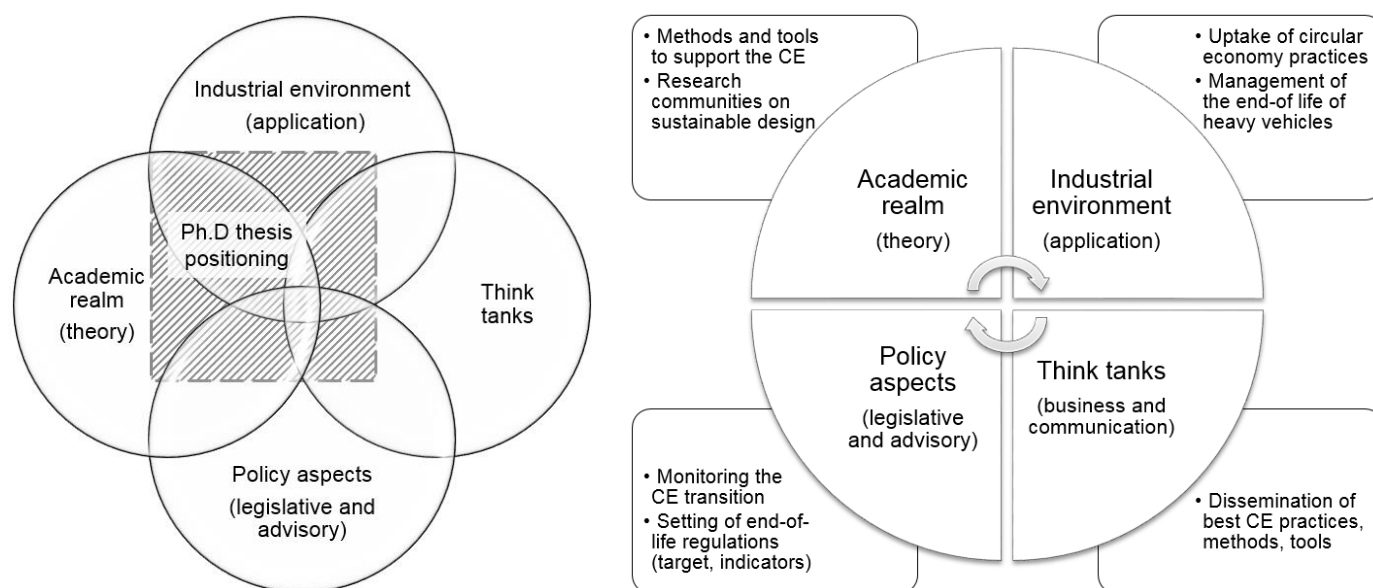 Industrial environment
(application)
Ph.D thesis
positioning
Academic
realm
(theory)
Think
tanks
Policy aspects
(legislative and
advisory)
• Methods and tools
to support the CE
• Research
communities on
sustainable design
• Uptake of circular
economy practices
• Management of
the end-of life of
heavy vehicles
Academic
realm
(theory)
Industrial
environment
(application)
Policy
aspects
(legislative
and advisory)
Think tanks
(business and
communication)
• Monitoring the
CE transition
• Setting of end-of-
life regulations
(target, indicators)
• Dissemination of
best CE practices,
methods, tools